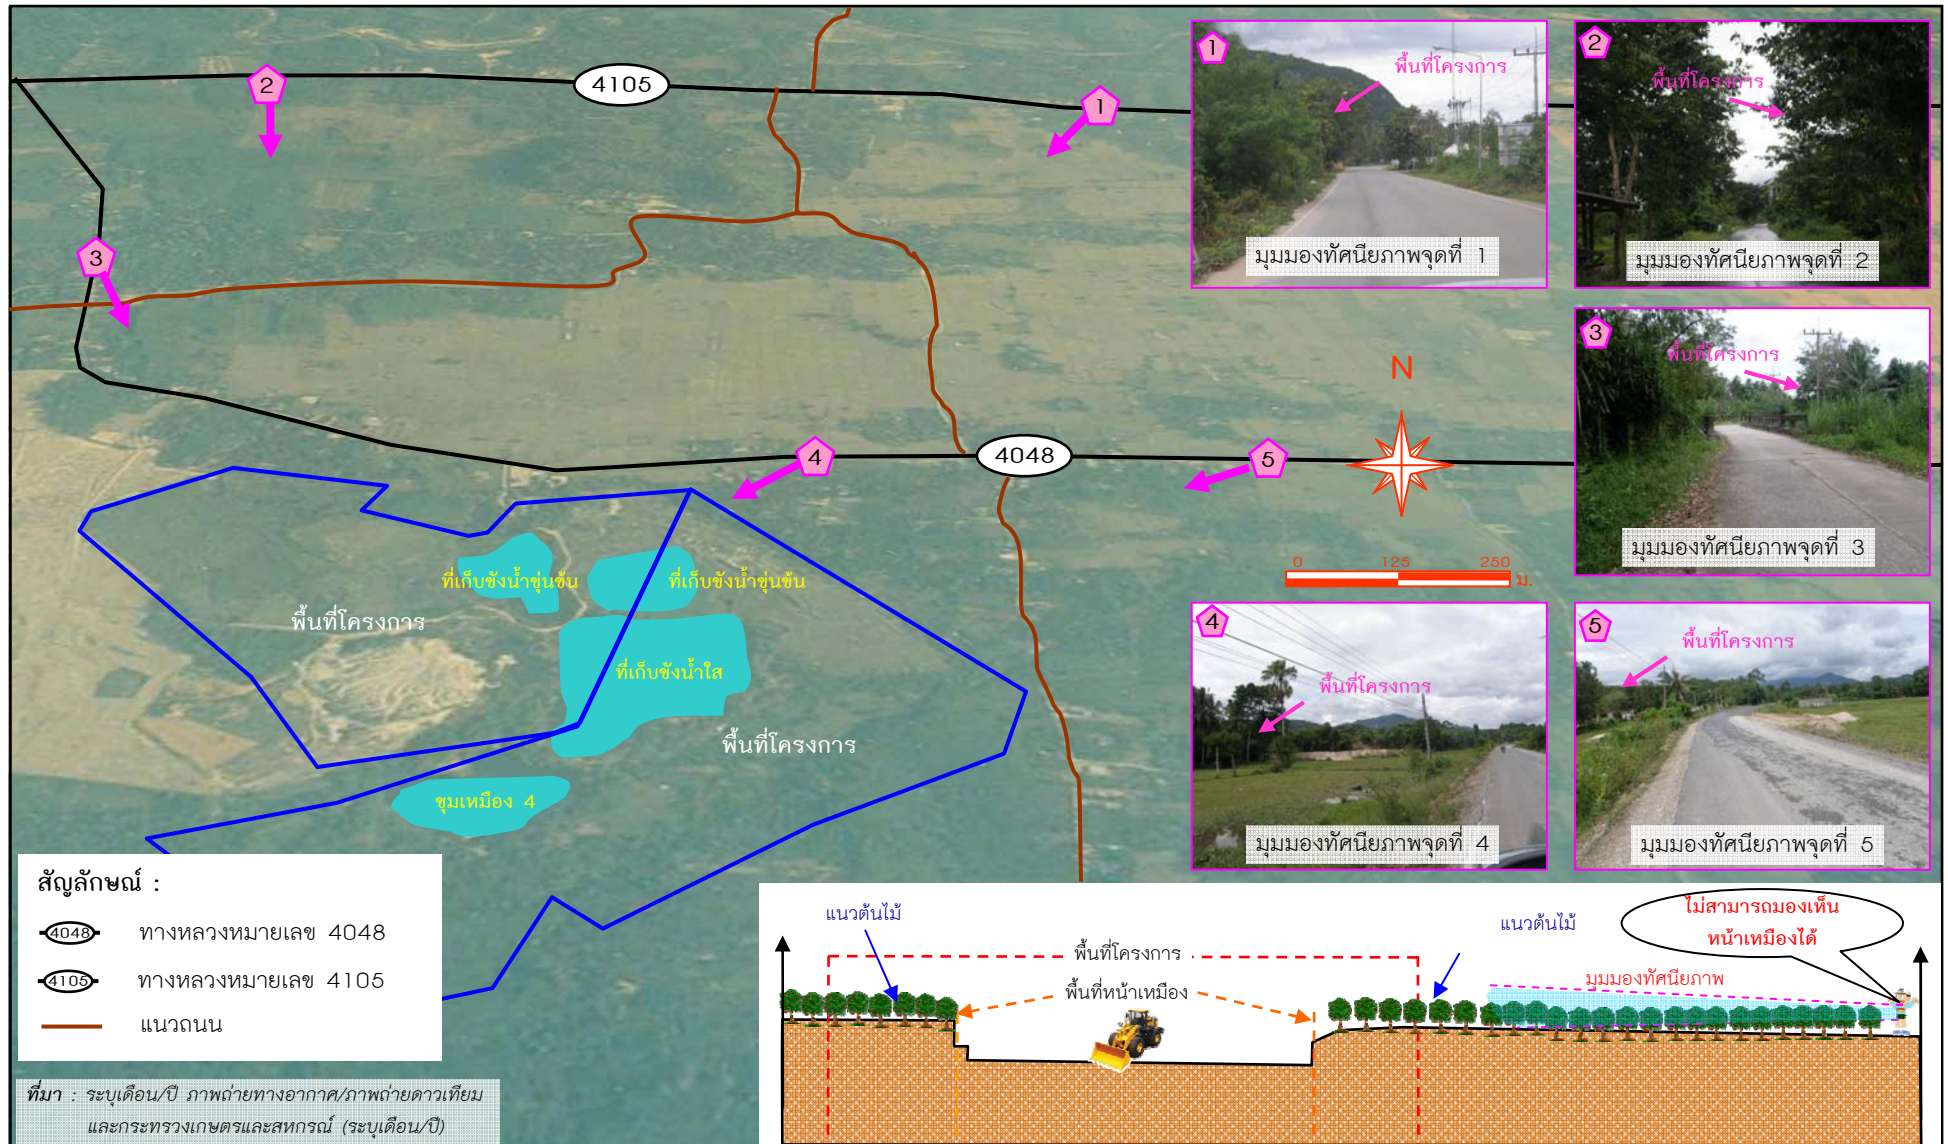 4105
2
1
3
4
4048
5
N
0 125 250
ม.
ที่เก็บขังน้ำขุ่นข้น
ที่เก็บขังน้ำขุ่นข้น
พื้นที่โครงการ
ที่เก็บขังน้ำใส
พื้นที่โครงการ
ขุมเหมือง 4
1
พื้นที่โครงการ
มุมมองทัศนียภาพจุดที่ 1
2
พื้นที่โครงการ
มุมมองทัศนียภาพจุดที่ 2
3
พื้นที่โครงการ
มุมมองทัศนียภาพจุดที่ 3
4
พื้นที่โครงการ
มุมมองทัศนียภาพจุดที่ 4
5
พื้นที่โครงการ
มุมมองทัศนียภาพจุดที่ 5
สัญลักษณ์ :
4048 ทางหลวงหมายเลข 4048
4105 ทางหลวงหมายเลข 4105
แนวถนน
ที่มา : ระบุเดือน/ปี ภาพถ่ายทางอากาศ/ภาพถ่ายดาวเทียม
และกระทรวงเกษตรและสหกรณ์ (ระบุเดือน/ปี)
แนวต้นไม้
พื้นที่โครงการ
พื้นที่หน้าเหมือง
แนวต้นไม้
มุมมองทัศนียภาพ
ไม่สามารถมองเห็น
หน้าเหมืองได้